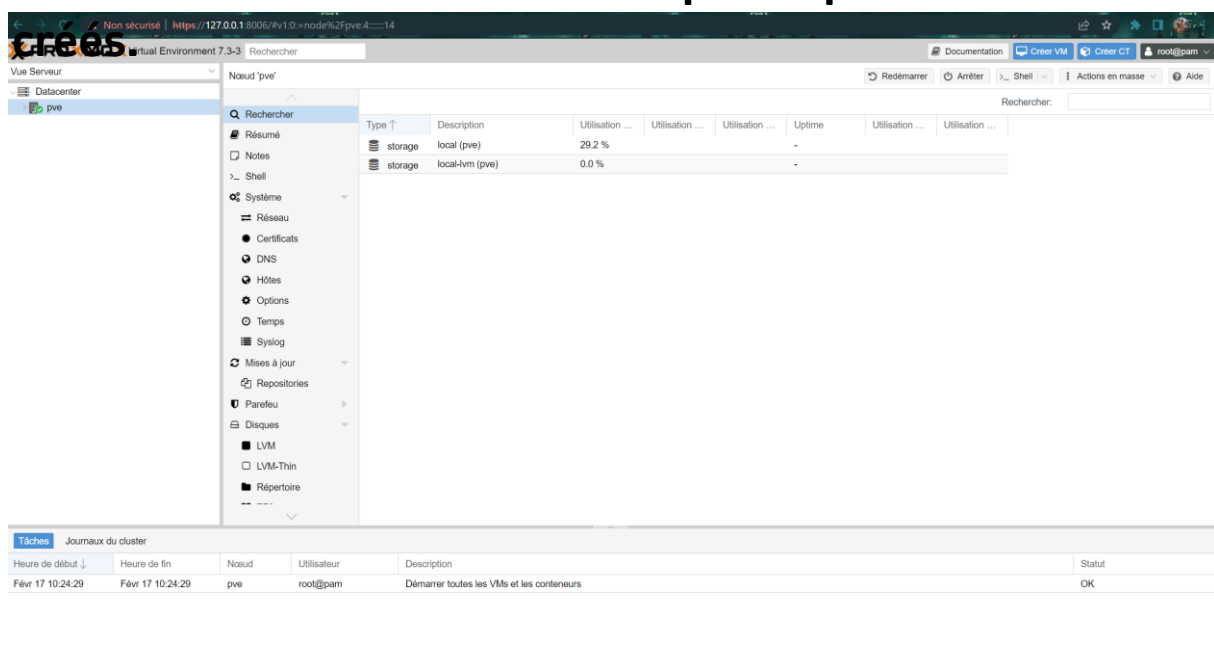 Non sécurisé | https://127.0.0.1:8006/#v1:0:=node%2Fpve:4::::::14
créés.
Virtual Environment 7.3-3 Rechercher
Documentation Créer VM Créer CT root@pam
Vue Serveur
Nœud 'pve' Redémarrer Arrêter Shell Actions en masse Aide
Datacenter
pve
Rechercher:
Rechercher
Résumé
Notes
Shell
Système
Réseau
Certificats
DNS
Hôtes
Options
Temps
Syslog
Mises à jour
Repositories
Parefeu
Disques
LVM
LVM-Thin
Répertoire
Type Description Utilisation ... Utilisation ... Utilisation ... Uptime Utilisation ... Utilisation ...
storage local (pve) 29.2 % -
storage local-lvm (pve) 0.0 % -
Tâches Journaux du cluster
Heure de début Heure de fin Nœud Utilisateur Description Statut
Févr 17 10:24:29 Févr 17 10:24:29 pve root@pam Démarrer toutes les VMs et les conteneurs OK